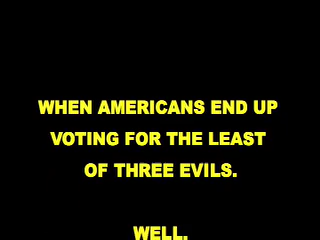 WHEN AMERICANS END UP
VOTING FOR THE LEAST
OF THREE EVILS.
WELL,